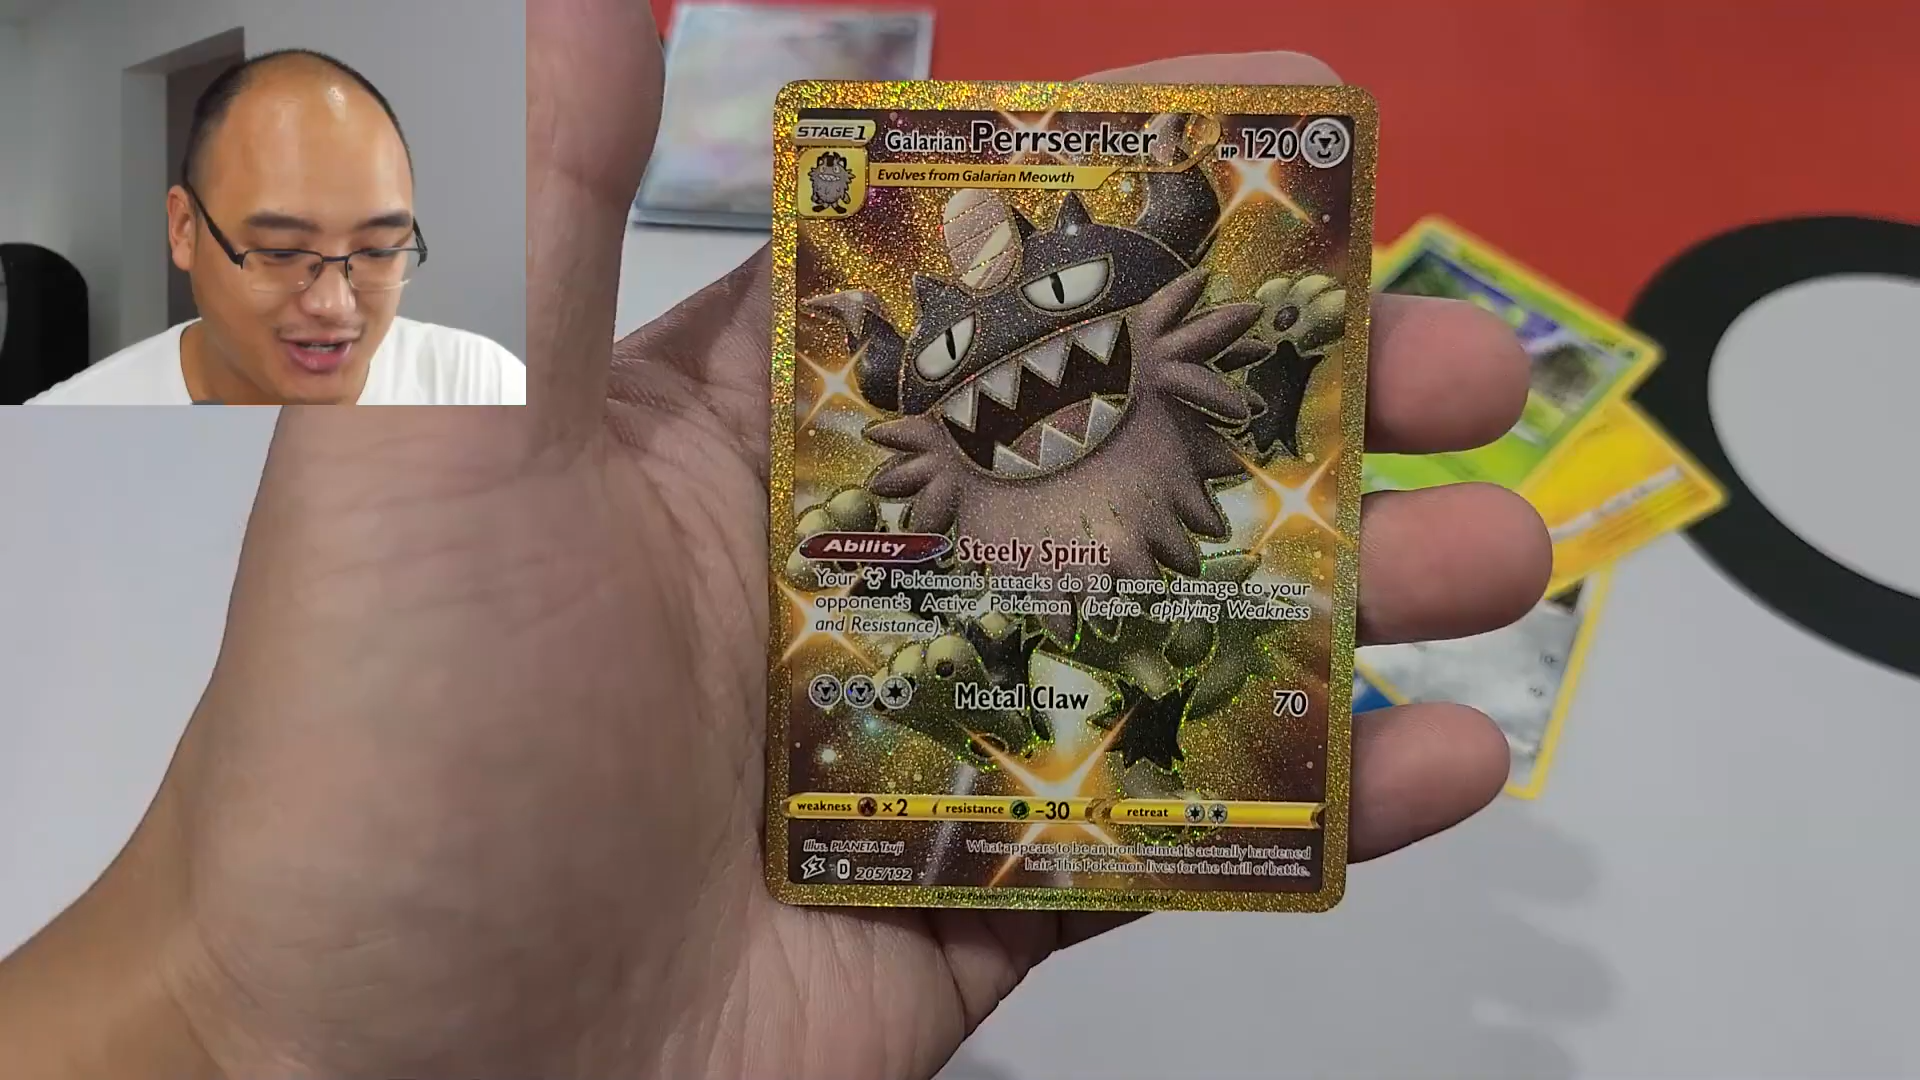 STAGE 1
Galarian Perrserker
HP 120
Evolves from Galarian Meowth
Ability Steely Spirit
Your Pokémon's attacks do 20 more damage to your
opponent's Active Pokémon (before applying Weakness
and Resistance).
Metal Claw 70
weakness ×2 resistance -30 retreat
Illus. PLANETA Tsuji
D 205/192
What appears to be an iron helmet is actually hardened
hair. This Pokémon lives for the thrill of battle.